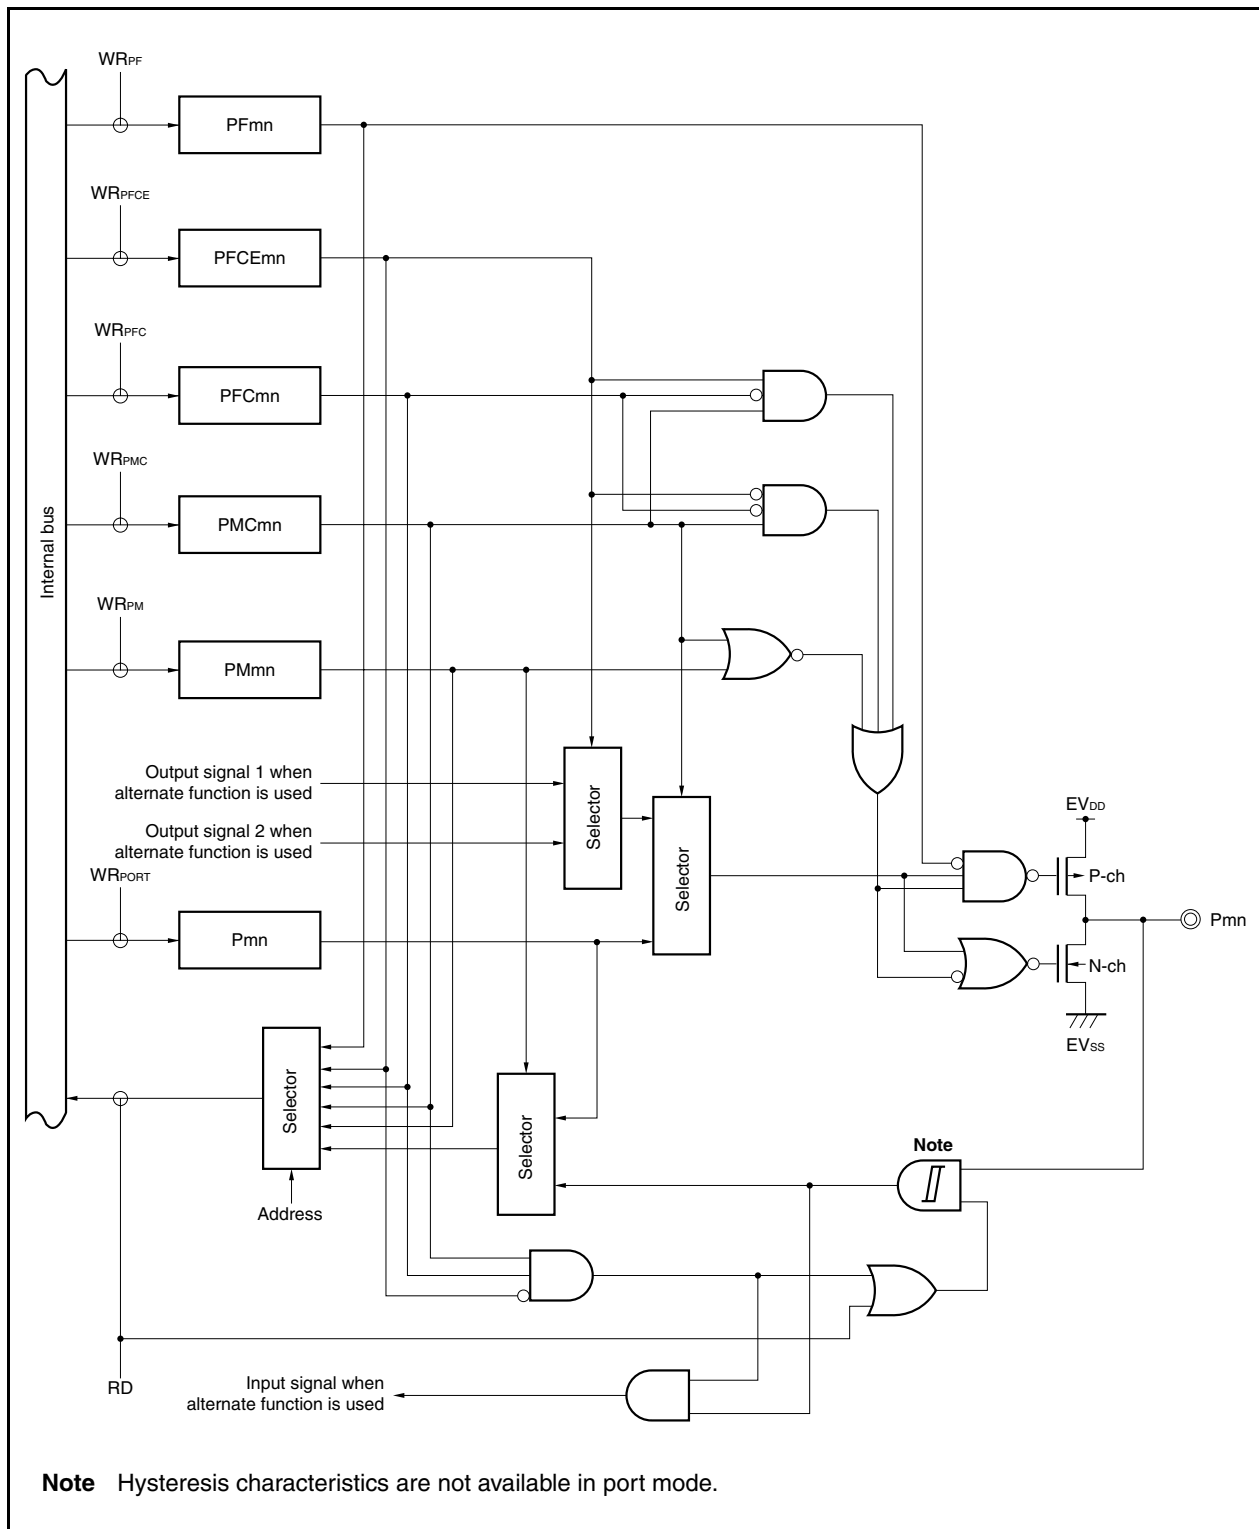 WRPF
PFmn
WRPFCE
PFCEmn
WRPFC
PFCmn
WRPMC
PMCmn
Internal bus
WRPM
PMmn
Output signal 1 when
alternate function is used
Output signal 2 when
alternate function is used
Selector
Selector
WRPORT
Pmn
EVDD
P-ch
Pmn
N-ch
EVSS
Selector
Address
Selector
Note
RD
Input signal when
alternate function is used
Note Hysteresis characteristics are not available in port mode.